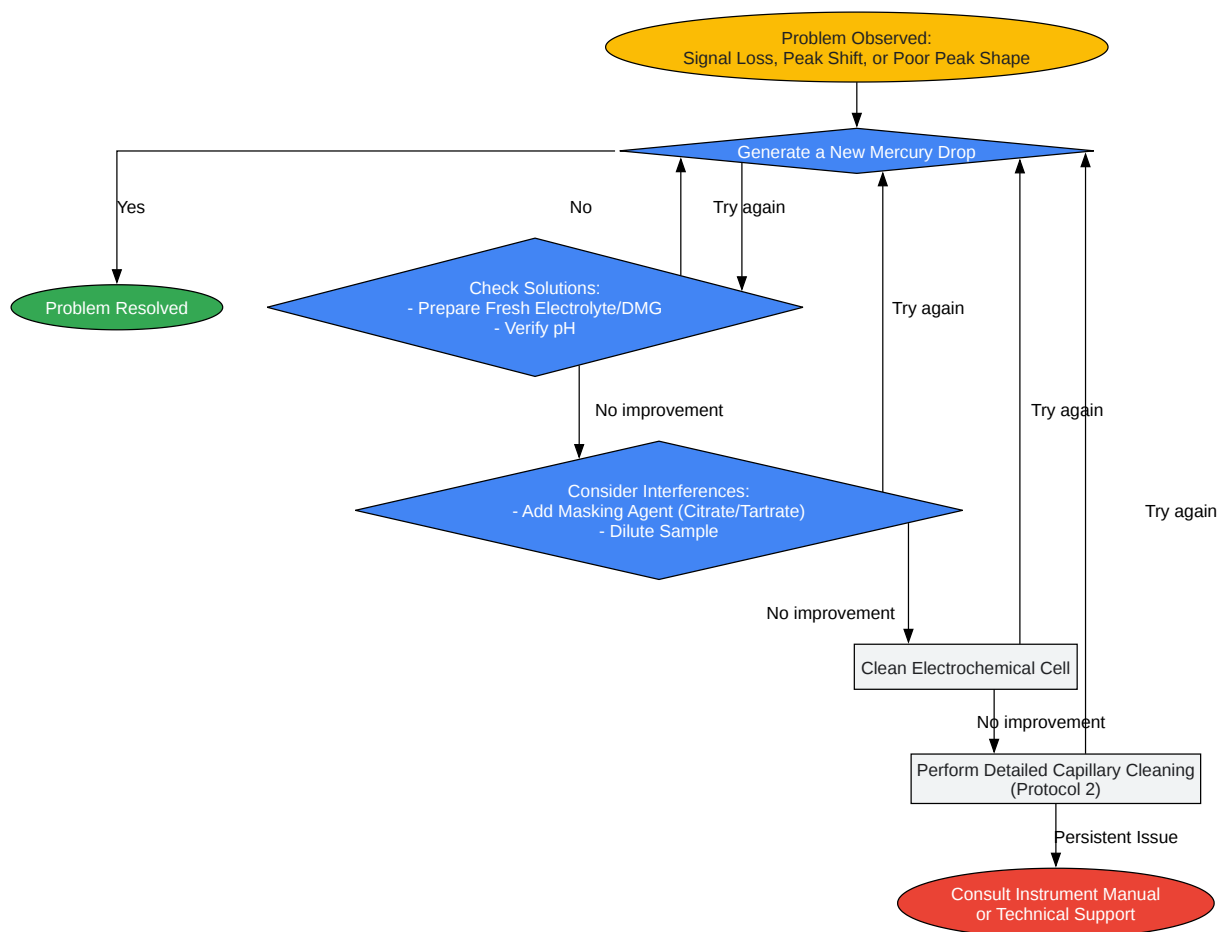 Problem Observed:
Signal Loss, Peak Shift, or Poor Peak Shape
Generate a New Mercury Drop
Yes
No
Try again
Problem Resolved
Check Solutions:
- Prepare Fresh Electrolyte/DMG
- Verify pH
Try again
No improvement
Try again
Consider Interferences:
- Add Masking Agent (Citrate/Tartrate)
- Dilute Sample
Try again
No improvement
Clean Electrochemical Cell
No improvement
Perform Detailed Capillary Cleaning
(Protocol 2)
Persistent Issue
Consult Instrument Manual
or Technical Support